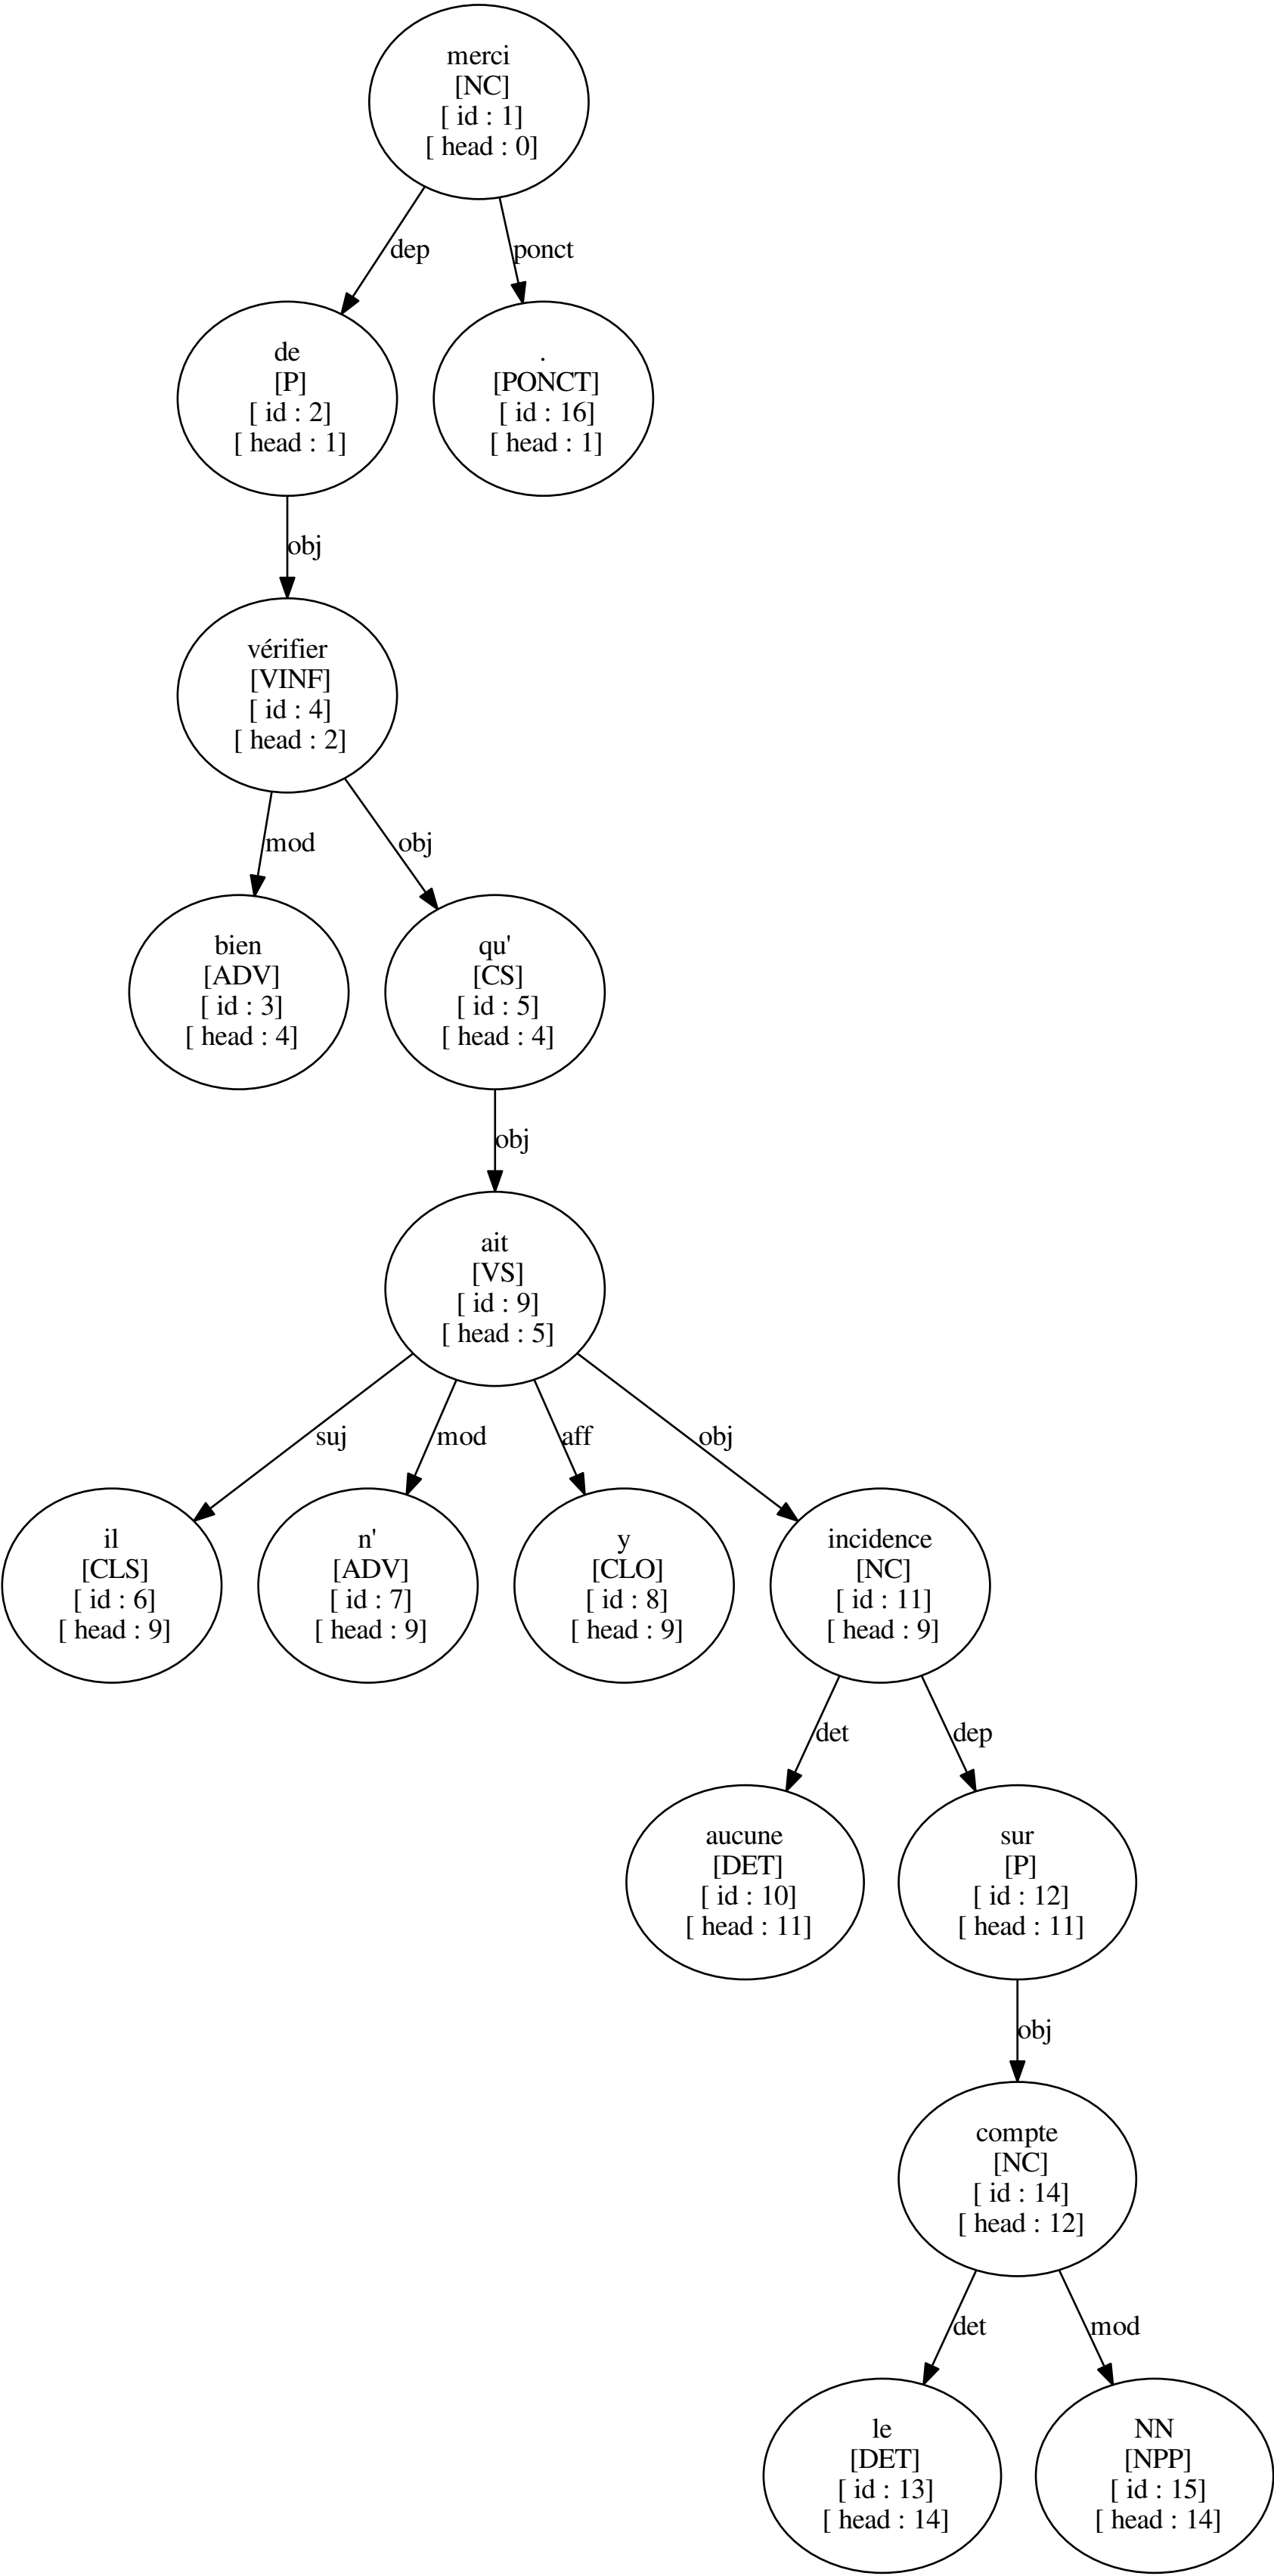 merci
[NC]
[ id : 1]
[ head : 0]
dep
ponct
de
[P]
[ id : 2]
[ head : 1]
.
[PONCT]
[ id : 16]
[ head : 1]
obj
vérifier
[VINF]
[ id : 4]
[ head : 2]
mod
obj
bien
[ADV]
[ id : 3]
[ head : 4]
qu'
[CS]
[ id : 5]
[ head : 4]
obj
ait
[VS]
[ id : 9]
[ head : 5]
suj
mod
aff
obj
il
[CLS]
[ id : 6]
[ head : 9]
n'
[ADV]
[ id : 7]
[ head : 9]
y
[CLO]
[ id : 8]
[ head : 9]
incidence
[NC]
[ id : 11]
[ head : 9]
det
dep
aucune
[DET]
[ id : 10]
[ head : 11]
sur
[P]
[ id : 12]
[ head : 11]
obj
compte
[NC]
[ id : 14]
[ head : 12]
det
mod
le
[DET]
[ id : 13]
[ head : 14]
NN
[NPP]
[ id : 15]
[ head : 14]